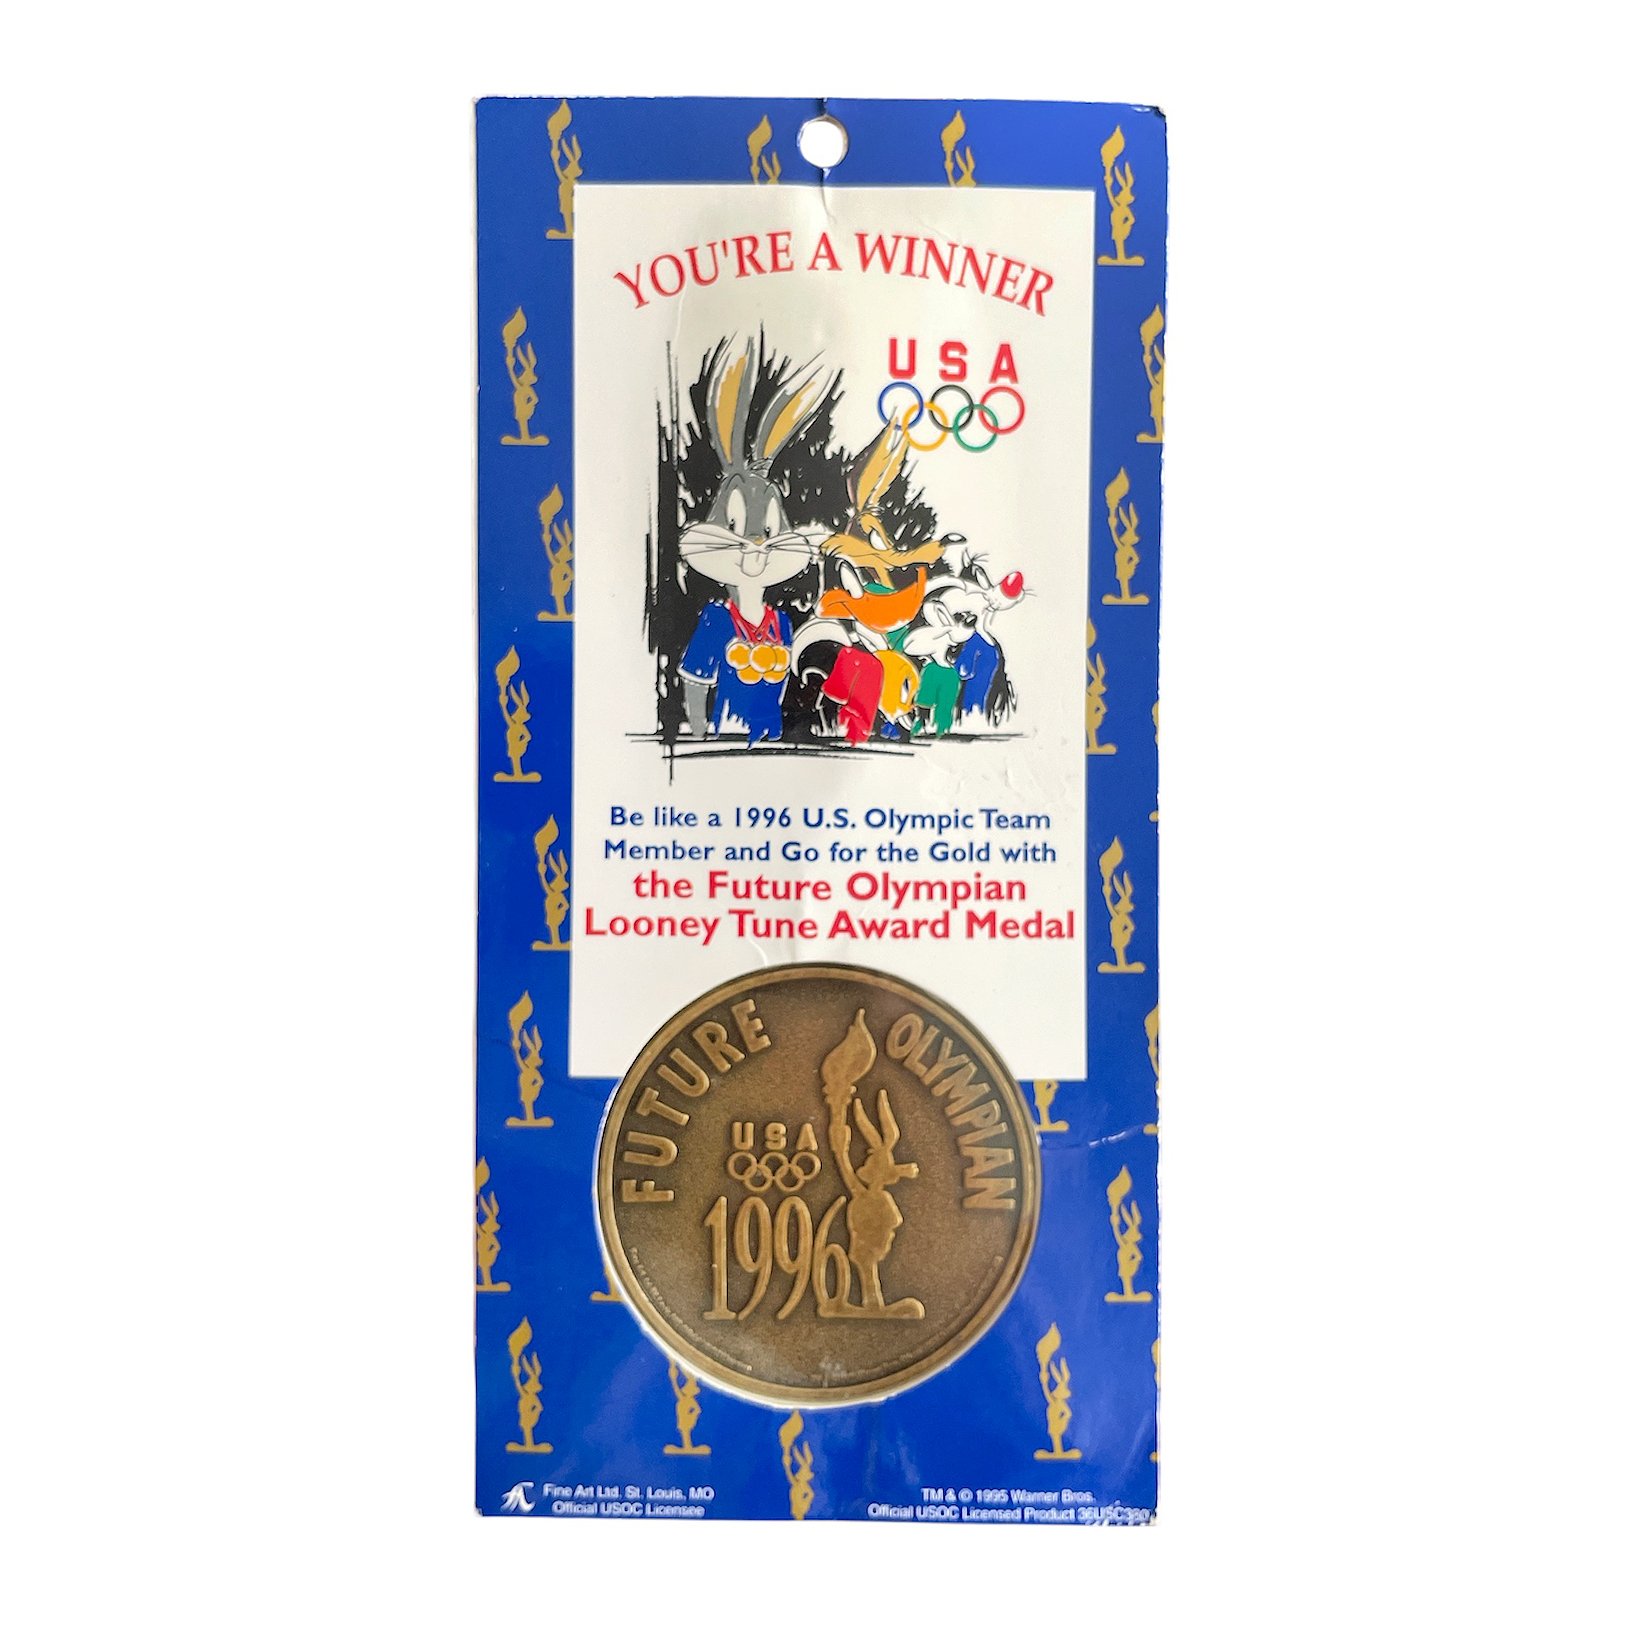 YOU'RE A WINNER
USA
Be like a 1996 U.S. Olympic Team
Member and Go for the Gold with
the Future Olympian
Looney Tune Award Medal
FUTURE OLYMPIAN
USA
1996
Fine Art Ltd. St. Louis, MO
Official USOC Licensee
TM & © 1995 Warner Bros.
Official USOC Licensed Product 36USC380